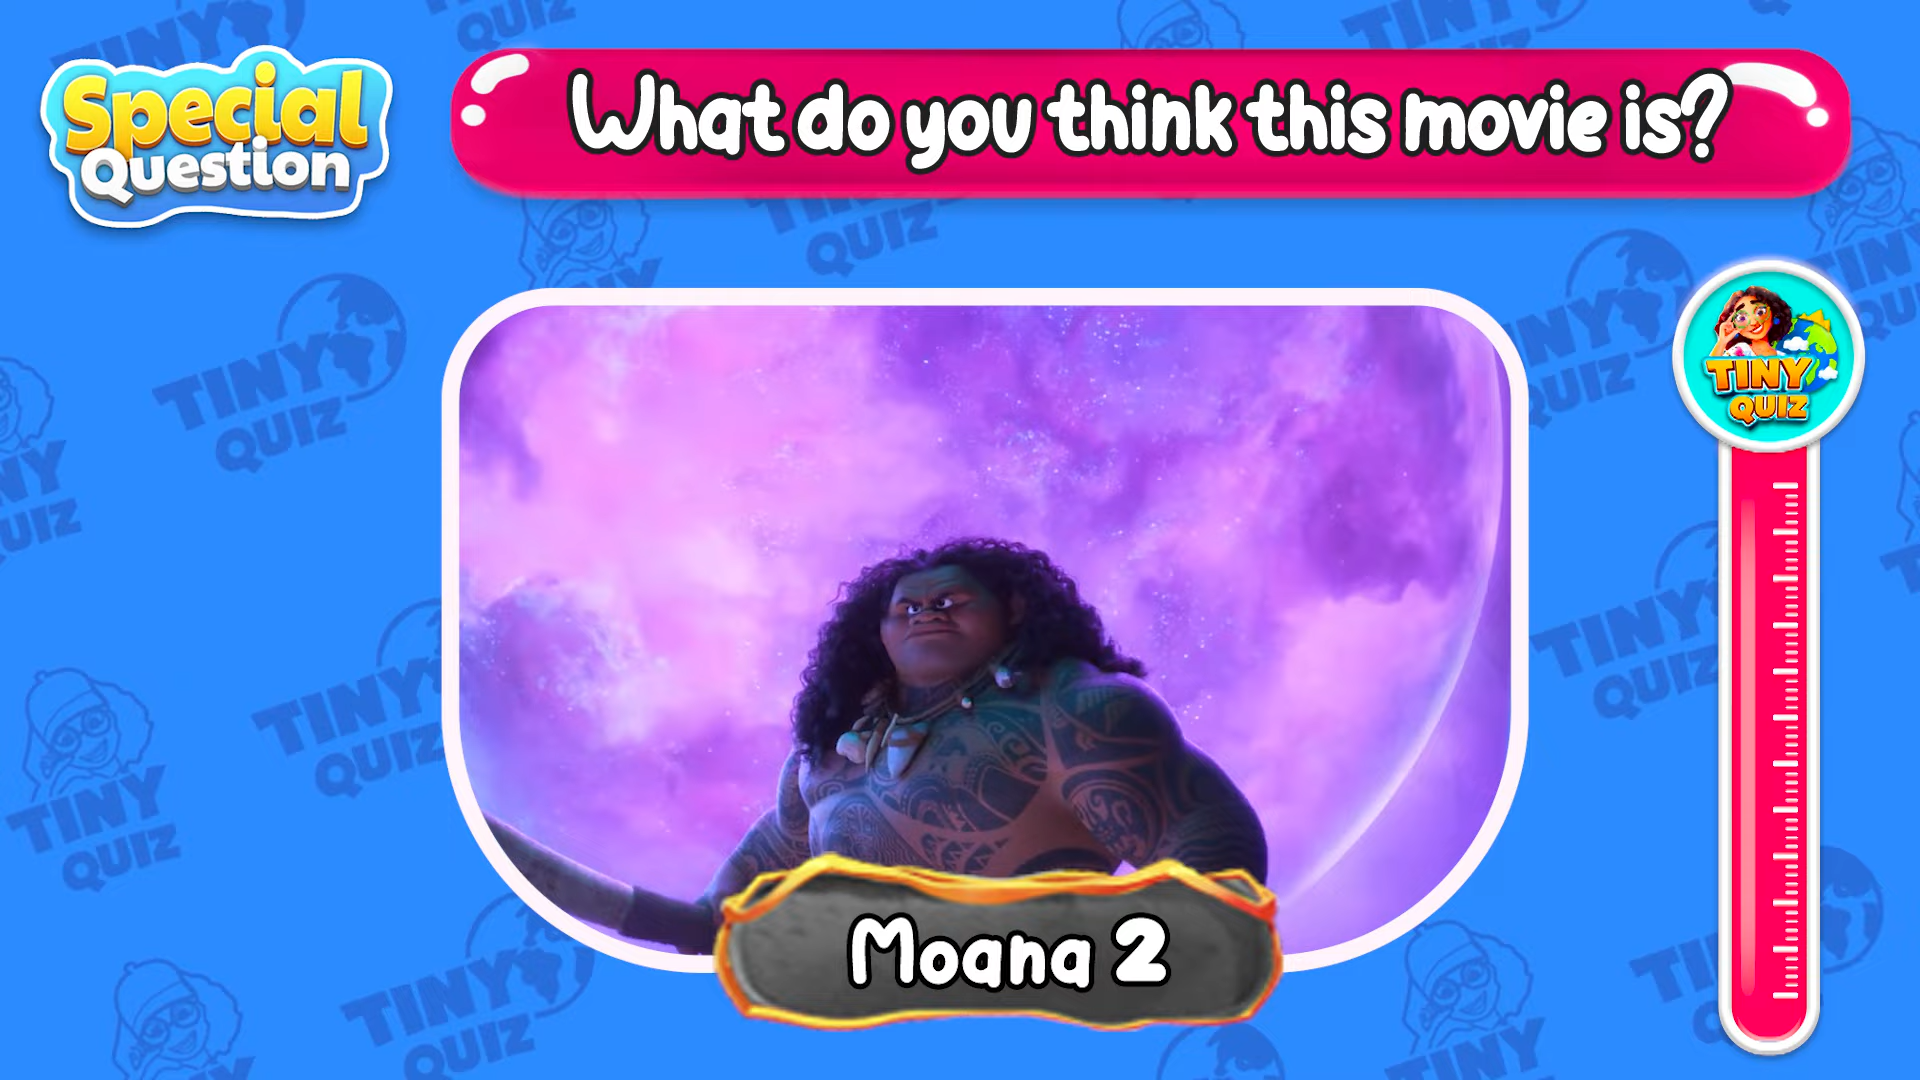 Special
Question
What do you think this movie is?
TINY
QUIZ
Moana 2